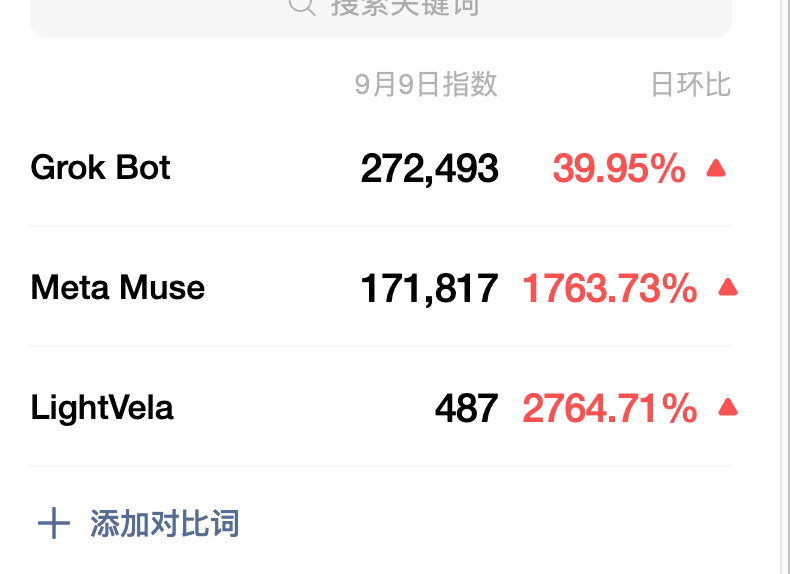 搜索关键词
9月9日指数 日环比
Grok Bot 272,493 39.95% ▲
Meta Muse 171,817 1763.73% ▲
LightVela 487 2764.71% ▲
+ 添加对比词